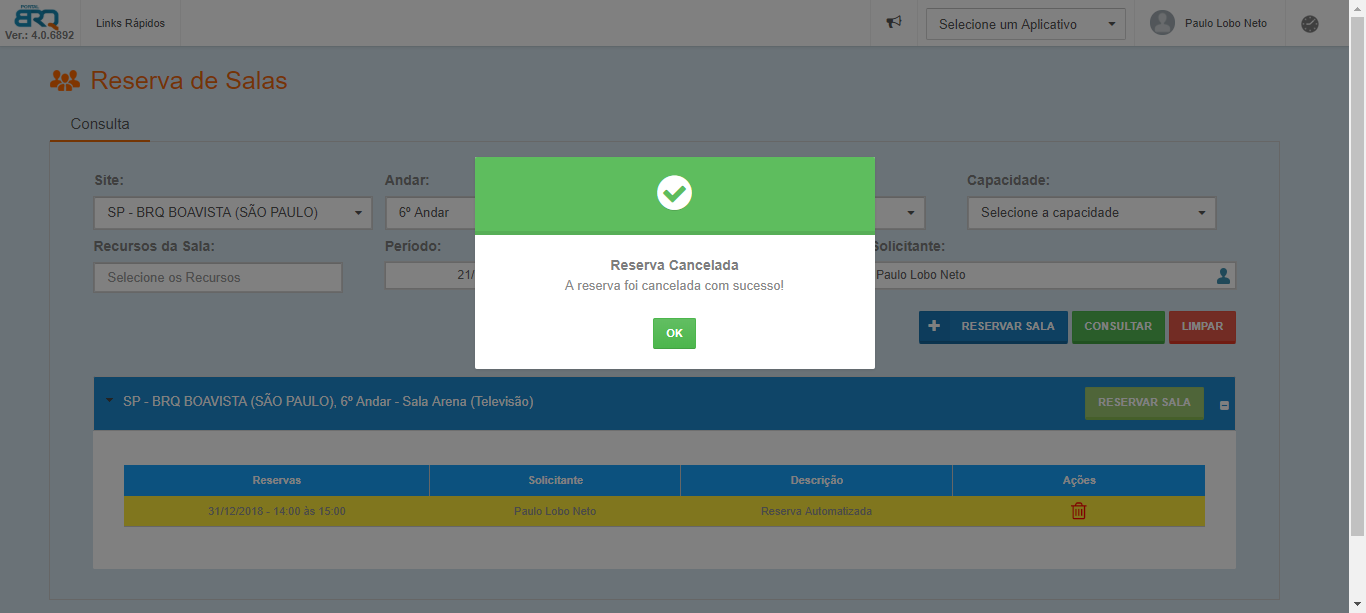 PORTAL
BRQ
Ver.: 4.0.6892
Links Rápidos
Selecione um Aplicativo
Paulo Lobo Neto
Reserva de Salas
Consulta
Site:
Andar:
Capacidade:
SP - BRQ BOAVISTA (SÃO PAULO)
6º Andar
Selecione a capacidade
Recursos da Sala:
Período:
Solicitante:
Selecione os Recursos
21/
Paulo Lobo Neto
Reserva Cancelada
A reserva foi cancelada com sucesso!
OK
RESERVAR SALA
CONSULTAR
LIMPAR
SP - BRQ BOAVISTA (SÃO PAULO), 6º Andar - Sala Arena (Televisão)
RESERVAR SALA
Reservas Solicitante Descrição Ações
31/12/2018 - 14:00 às 15:00 Paulo Lobo Neto Reserva Automatizada